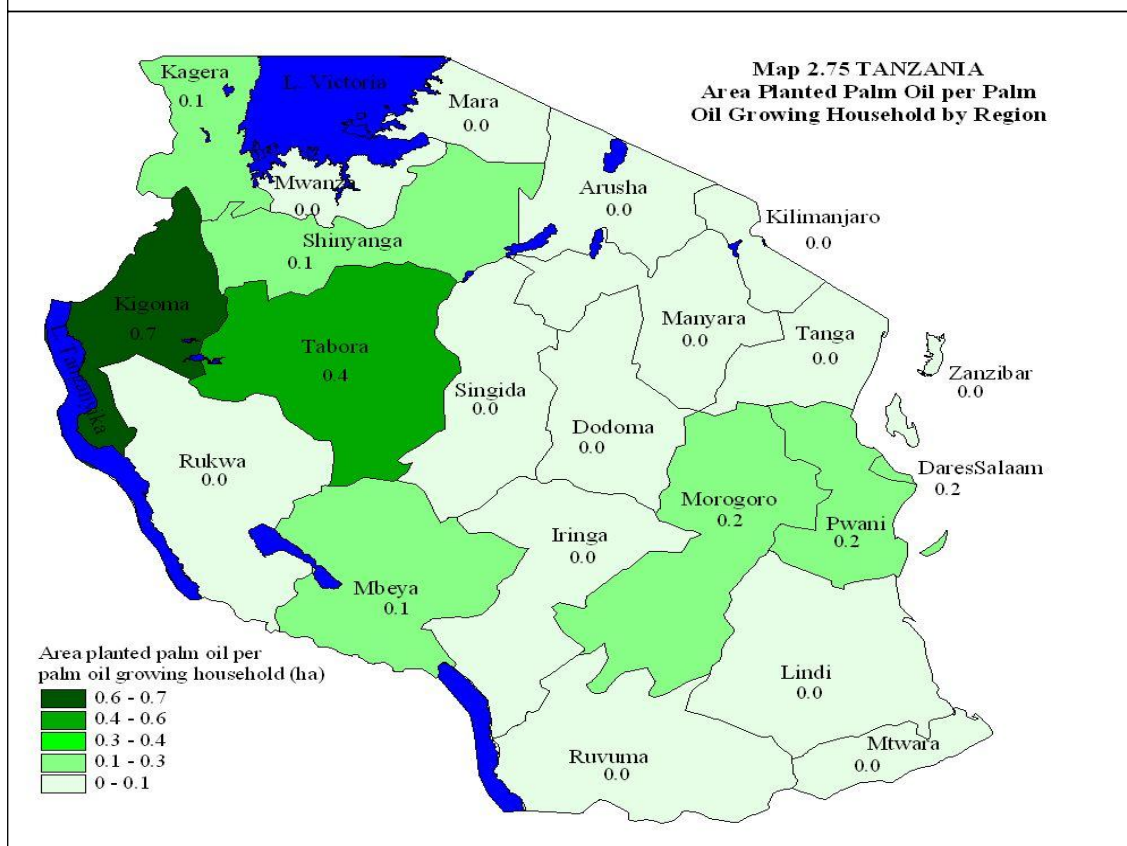 Map 2.75 TANZANIA
Area Planted Palm Oil per Palm
Oil Growing Household by Region
Kagera
0.1
L. Victoria
Mara
0.0
Mwanza
0.0
Arusha
0.0
Kilimanjaro
0.0
Shinyanga
0.1
Kigoma
0.7
L. Tanganyika
Tabora
0.4
Manyara
0.0
Tanga
0.0
Singida
0.0
Zanzibar
0.0
Dodoma
0.0
Rukwa
0.0
DaresSalaam
0.2
Morogoro
0.2
Pwani
0.2
Iringa
0.0
Mbeya
0.1
Lindi
0.0
Mtwara
0.0
Ruvuma
0.0
Area planted palm oil per
palm oil growing household (ha)
0.6 - 0.7
0.4 - 0.6
0.3 - 0.4
0.1 - 0.3
0 - 0.1